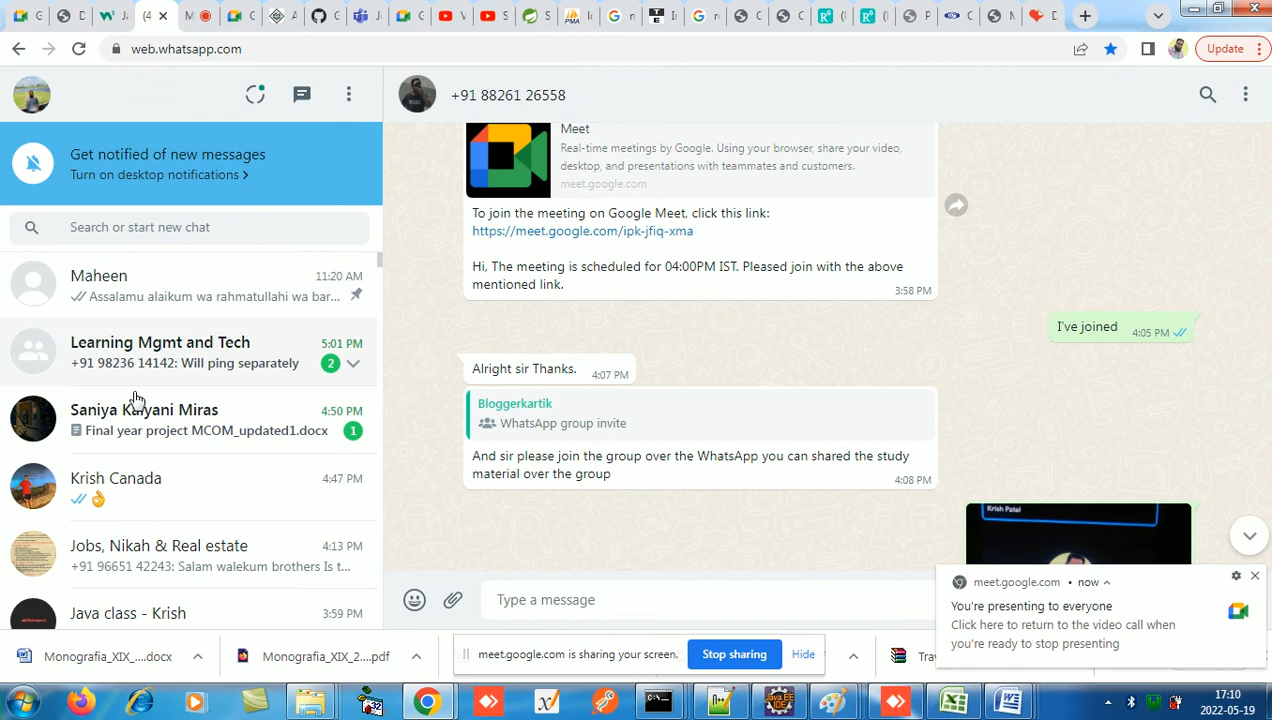 web.whatsapp.com
Update
+91 88261 26558
Get notified of new messages
Turn on desktop notifications >
Search or start new chat
Maheen
11:20 AM
Assalamu alaikum wa rahmatullahi wa bar...
Learning Mgmt and Tech
5:01 PM
+91 98236 14142: Will ping separately
2
Saniya Kalyani Miras
4:50 PM
Final year project MCOM_updated1.docx
1
Krish Canada
4:47 PM
Jobs, Nikah & Real estate
4:13 PM
+91 96651 42243: Salam walekum brothers Is t...
Java class - Krish
3:59 PM
Meet
Real-time meetings by Google. Using your browser, share your video,
desktop, and presentations with teammates and customers.
meet.google.com
To join the meeting on Google Meet, click this link:
https://meet.google.com/ipk-jfiq-xma
Hi, The meeting is scheduled for 04:00PM IST. Pleased join with the above
mentioned link.
3:58 PM
I've joined
4:05 PM
Alright sir Thanks.
4:07 PM
Bloggerkartik
WhatsApp group invite
And sir please join the group over the WhatsApp you can shared the study
material over the group
4:08 PM
Krish Patel
Type a message
meet.google.com • now
You're presenting to everyone
Click here to return to the video call when
you're ready to stop presenting
Monografia_XIX_....docx
Monografia_XIX_2....pdf
meet.google.com is sharing your screen.
Stop sharing
Hide
Trav
17:10
2022-05-19